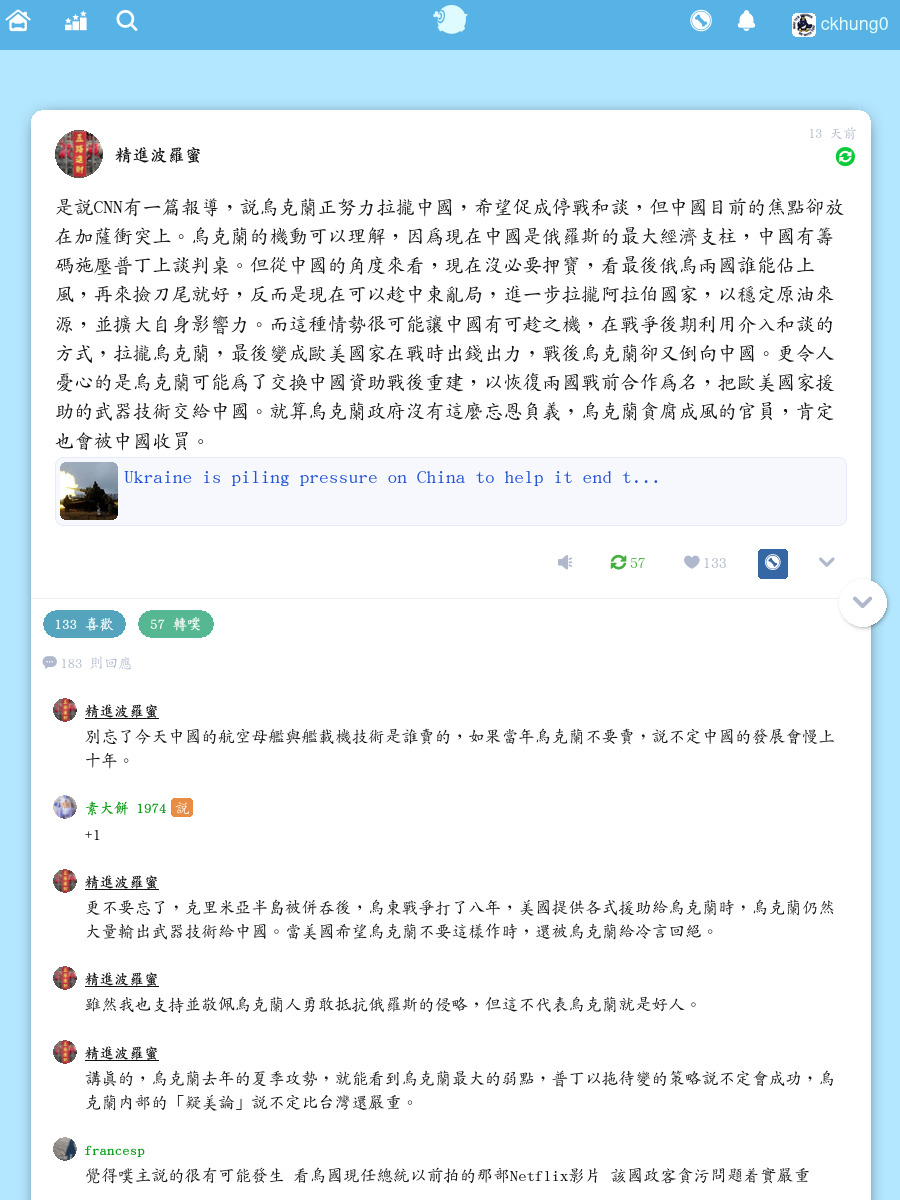 ckhung0
13 天前
精進波羅蜜
是說CNN有一篇報導，說烏克蘭正努力拉攏中國，希望促成停戰和談，但中國目前的焦點卻放
在加薩衝突上。烏克蘭的機動可以理解，因為現在中國是俄羅斯的最大經濟支柱，中國有籌
碼施壓普丁上談判桌。但從中國的角度來看，現在沒必要押寶，看最後俄烏兩國誰能佔上
風，再來撿刀尾就好，反而是現在可以趁中東亂局，進一步拉攏阿拉伯國家，以穩定原油來
源，並擴大自身影響力。而這種情勢很可能讓中國有可趁之機，在戰爭後期利用介入和談的
方式，拉攏烏克蘭，最後變成歐美國家在戰時出錢出力，戰後烏克蘭卻又倒向中國。更令人
憂心的是烏克蘭可能為了交換中國資助戰後重建，以恢復兩國戰前合作為名，把歐美國家援
助的武器技術交給中國。就算烏克蘭政府沒有這麼忘恩負義，烏克蘭貪腐成風的官員，肯定
也會被中國收買。
Ukraine is piling pressure on China to help it end t...
57
133
133 喜歡
57 轉噗
183 則回應
精進波羅蜜
別忘了今天中國的航空母艦與艦載機技術是誰賣的，如果當年烏克蘭不要賣，說不定中國的發展會慢上
十年。
素大餅 1974 說
+1
精進波羅蜜
更不要忘了，克里米亞半島被併吞後，烏東戰爭打了八年，美國提供各式援助給烏克蘭時，烏克蘭仍然
大量輸出武器技術給中國。當美國希望烏克蘭不要這樣作時，還被烏克蘭給冷言回絕。
精進波羅蜜
雖然我也支持並敬佩烏克蘭人勇敢抵抗俄羅斯的侵略，但這不代表烏克蘭就是好人。
精進波羅蜜
講真的，烏克蘭去年的夏季攻勢，就能看到烏克蘭最大的弱點，普丁以拖待變的策略說不定會成功，烏
克蘭內部的「疑美論」說不定比台灣還嚴重。
francesp
覺得噗主說的很有可能發生 看烏國現任總統以前拍的那部Netflix影片 該國政客貪污問題着實嚴重